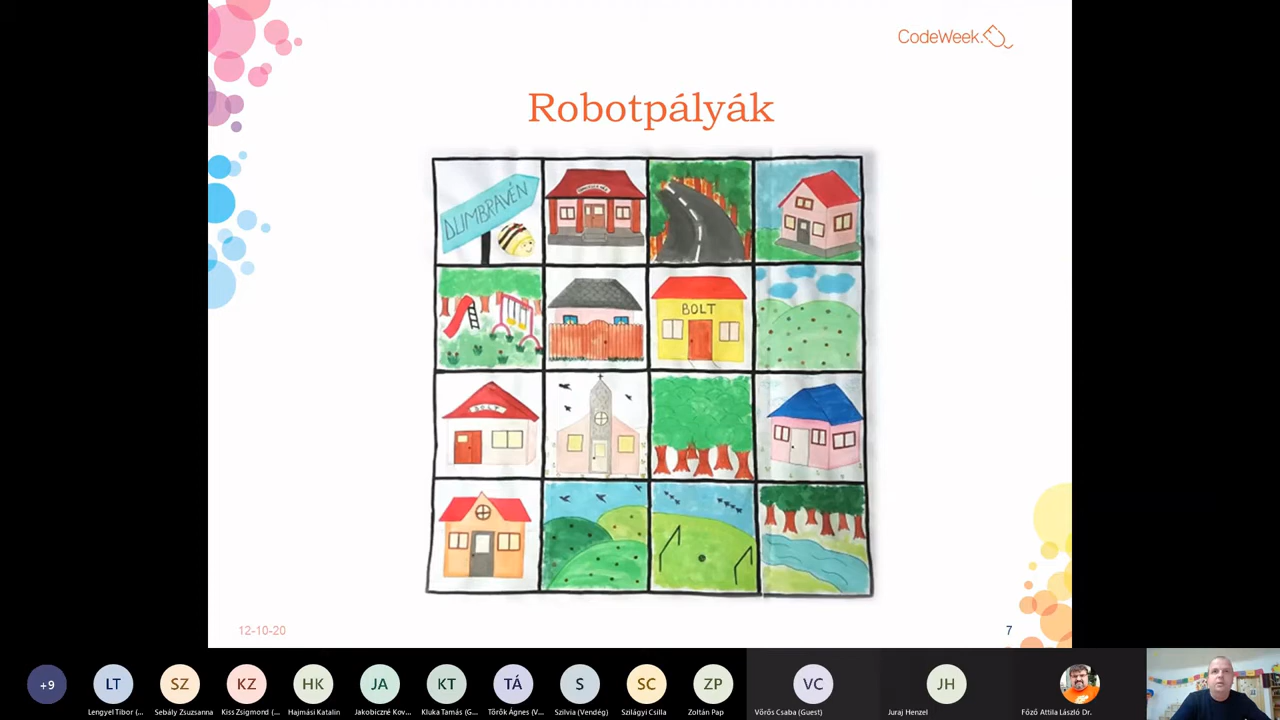 CodeWeek.
Robotpályák
DUMBRAVÉN
BOLT
BOLT
12-10-20
7
+9
LT
SZ
KZ
HK
JA
KT
TÁ
S
SC
ZP
VC
JH
Lengyel Tibor (...
Sebály Zsuzsanna
Kiss Zsigmond (...
Hajmási Katalin
Jakobiczné Kov...
Kluka Tamás (G...
Török Ágnes (V...
Szilvia (Vendég)
Szilágyi Csilla
Zoltán Pap
Vörös Csaba (Guest)
Juraj Henzel
Főző Attila László Dr.